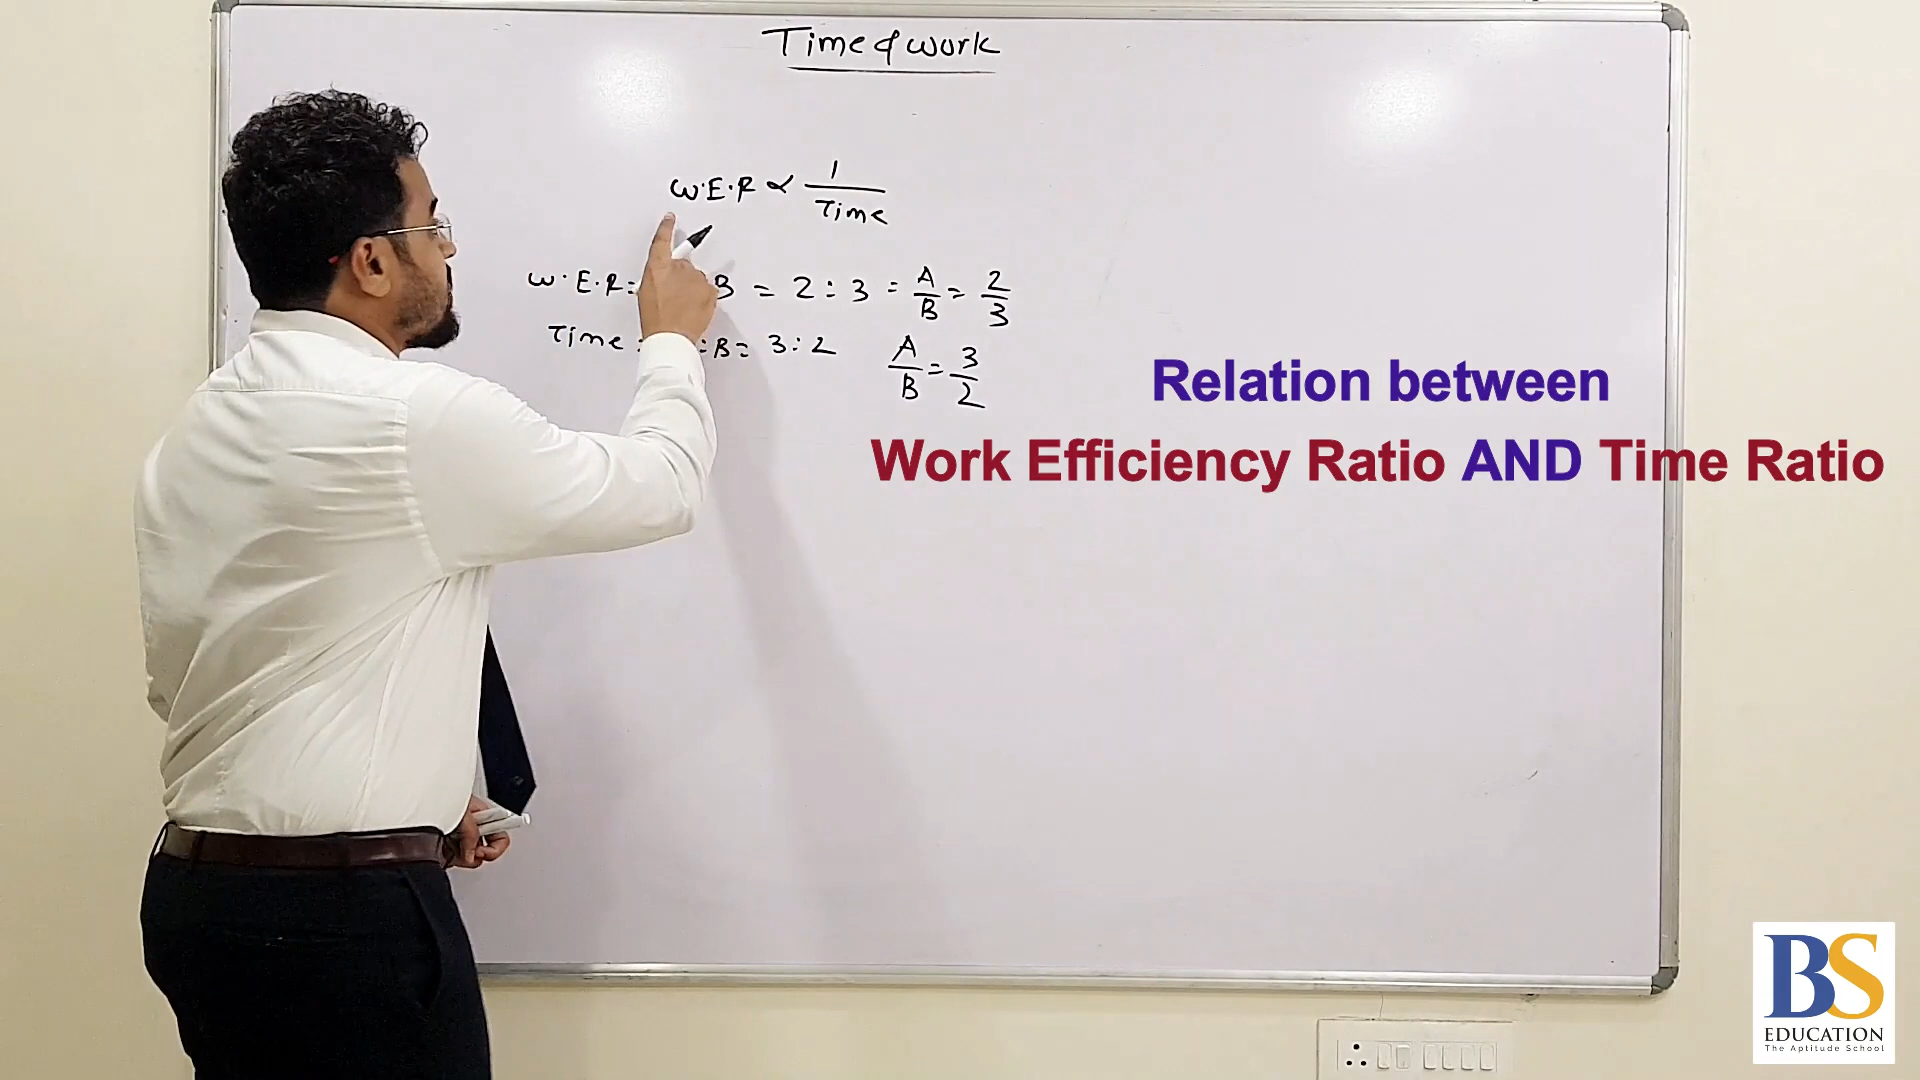 Time & work
W.E.R ∝ 1/Time
W.E.R = B = 2 : 3 = A/B = 2/3
Time : : B = 3 : 2 A/B = 3/2
Relation between
Work Efficiency Ratio AND Time Ratio
BS
EDUCATION
The Aptitude School